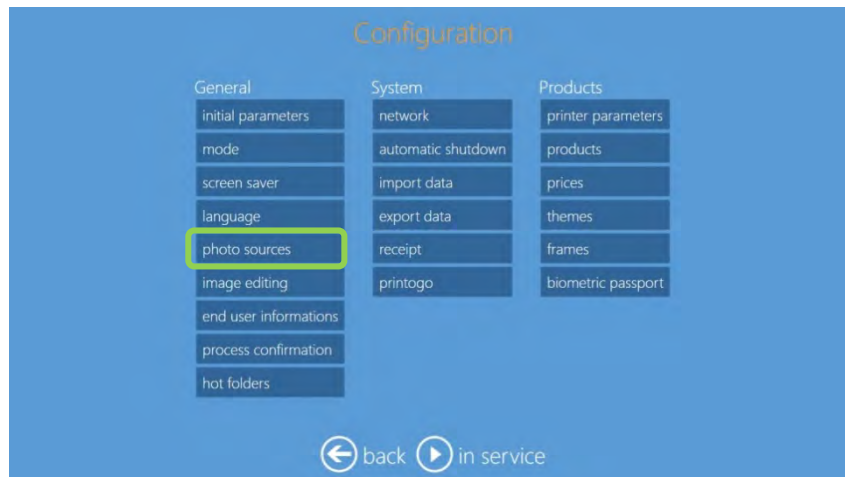 Configuration
General
initial parameters
mode
screen saver
language
photo sources
image editing
end user informations
process confirmation
hot folders
System
network
automatic shutdown
import data
export data
receipt
printogo
Products
printer parameters
products
prices
themes
frames
biometric passport
back in service